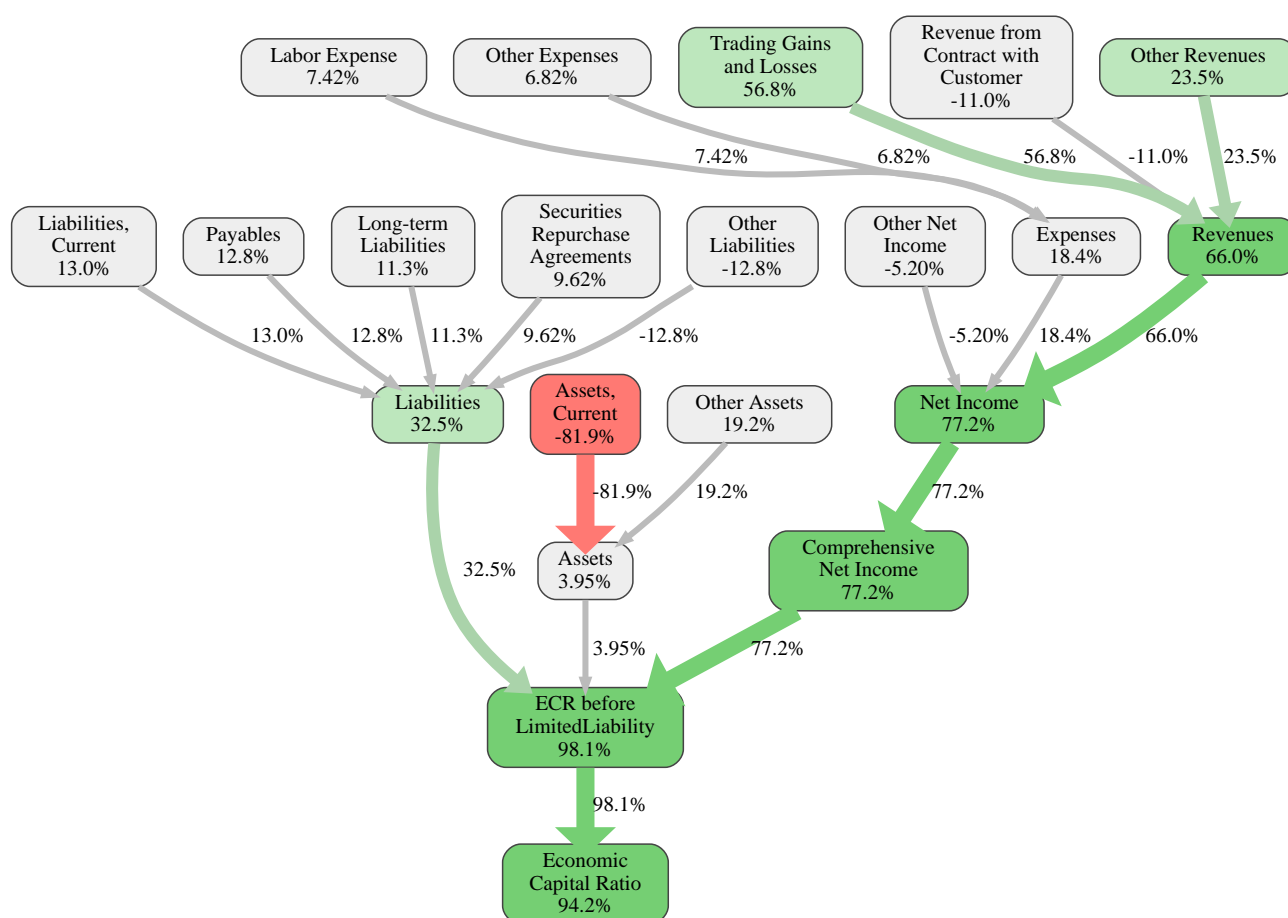 Labor Expense
7.42%
Other Expenses
6.82%
Trading Gains
and Losses
56.8%
Revenue from
Contract with
Customer
-11.0%
Other Revenues
23.5%
7.42%
6.82%
56.8%
-11.0%
23.5%
Liabilities,
Current
13.0%
Payables
12.8%
Long-term
Liabilities
11.3%
Securities
Repurchase
Agreements
9.62%
Other
Liabilities
-12.8%
Other Net
Income
-5.20%
Expenses
18.4%
Revenues
66.0%
13.0%
12.8%
11.3%
9.62%
-12.8%
-5.20%
18.4%
66.0%
Liabilities
32.5%
Assets,
Current
-81.9%
Other Assets
19.2%
Net Income
77.2%
-81.9%
19.2%
77.2%
32.5%
Assets
3.95%
Comprehensive
Net Income
77.2%
3.95%
77.2%
ECR before
LimitedLiability
98.1%
98.1%
Economic
Capital Ratio
94.2%